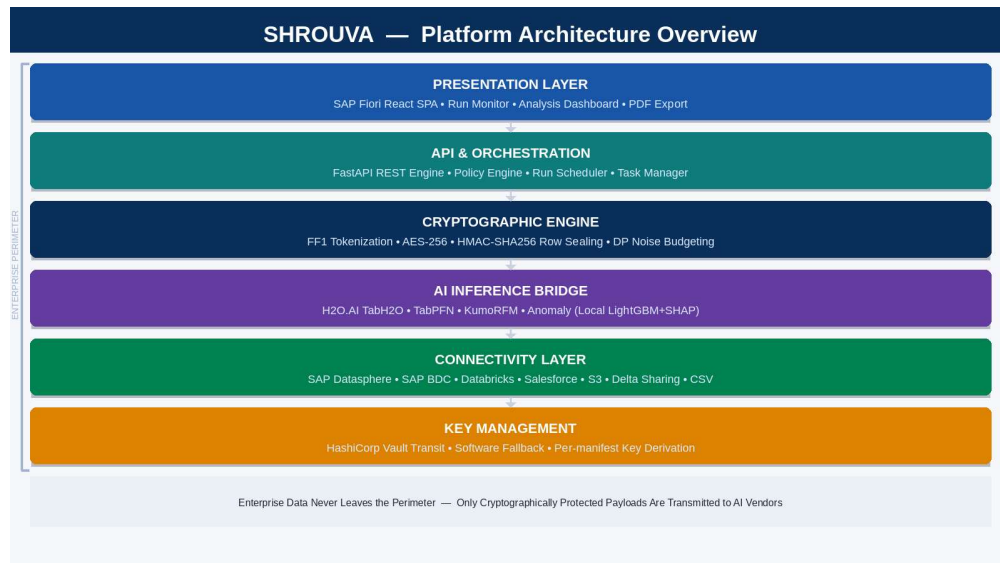 SHROUVA — Platform Architecture Overview
ENTERPRISE PERIMETER
PRESENTATION LAYER
SAP Fiori React SPA • Run Monitor • Analysis Dashboard • PDF Export
API & ORCHESTRATION
FastAPI REST Engine • Policy Engine • Run Scheduler • Task Manager
CRYPTOGRAPHIC ENGINE
FF1 Tokenization • AES-256 • HMAC-SHA256 Row Sealing • DP Noise Budgeting
AI INFERENCE BRIDGE
H2O.AI TabH2O • TabPFN • KumoRFM • Anomaly (Local LightGBM+SHAP)
CONNECTIVITY LAYER
SAP Datasphere • SAP BDC • Databricks • Salesforce • S3 • Delta Sharing • CSV
KEY MANAGEMENT
HashiCorp Vault Transit • Software Fallback • Per-manifest Key Derivation
Enterprise Data Never Leaves the Perimeter — Only Cryptographically Protected Payloads Are Transmitted to AI Vendors